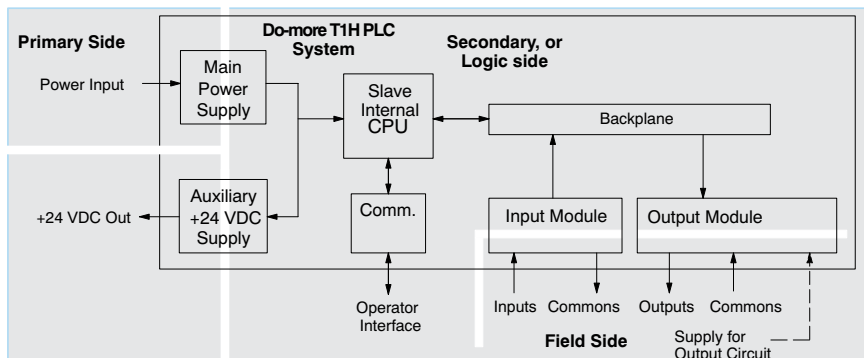 Primary Side
Do-more T1H PLC
System
Secondary, or
Logic side
Power Input
Main
Power
Supply
Slave
Internal
CPU
Backplane
+24 VDC Out
Auxiliary
+24 VDC
Supply
Comm.
Input Module
Output Module
Operator
Interface
Inputs
Commons
Outputs
Commons
Field Side
Supply for
Output Circuit